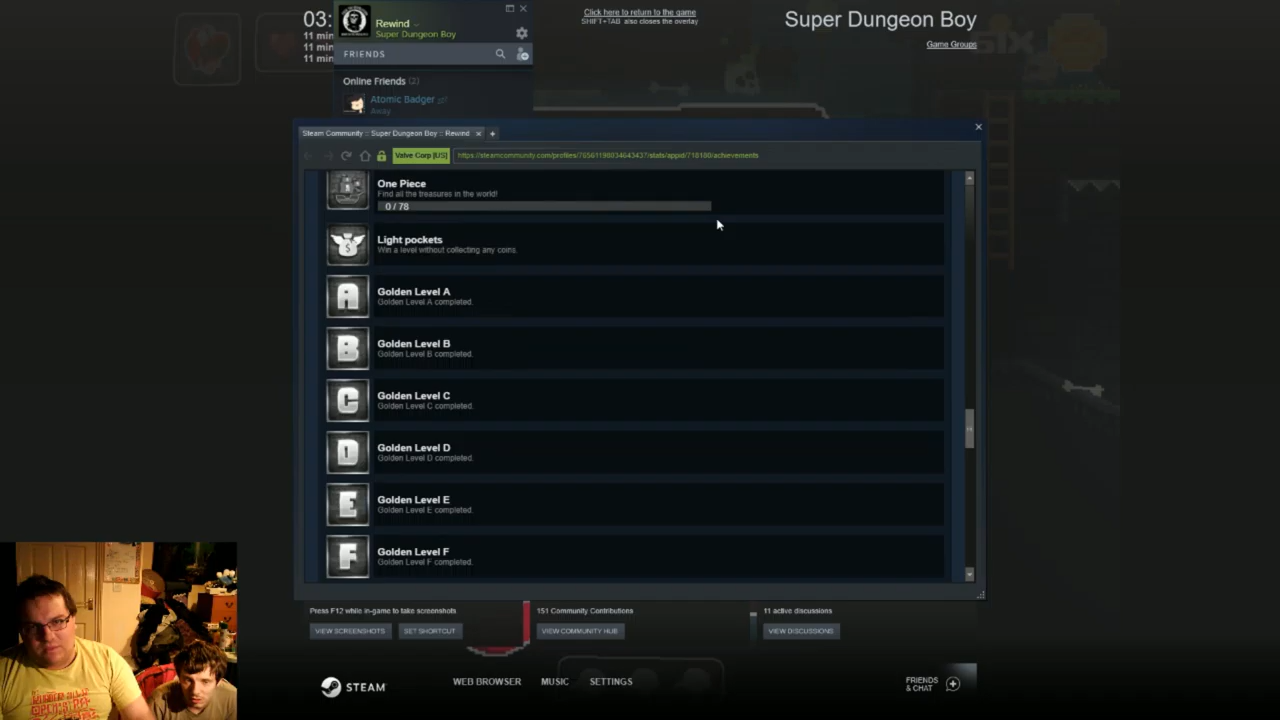 03:
11 min
11 min
11 min
Rewind
Super Dungeon Boy
FRIENDS
Online Friends (2)
Atomic Badger
Away
Click here to return to the game
SHIFT+TAB also closes the overlay
Super Dungeon Boy
Game Groups
Steam Community :: Super Dungeon Boy :: Rewind
Valve Corp [US]
One Piece
Find all the treasures in the world!
0 / 78
Light pockets
Win a level without collecting any coins.
A
Golden Level A
Golden Level A completed.
B
Golden Level B
Golden Level B completed.
C
Golden Level C
Golden Level C completed.
D
Golden Level D
Golden Level D completed.
E
Golden Level E
Golden Level E completed.
F
Golden Level F
Golden Level F completed.
Press F12 while in-game to take screenshots
151 Community Contributions
11 active discussions
VIEW SCREENSHOTS
SET SHORTCUT
VIEW COMMUNITY HUB
VIEW DISCUSSIONS
STEAM
WEB BROWSER
MUSIC
SETTINGS
FRIENDS
& CHAT